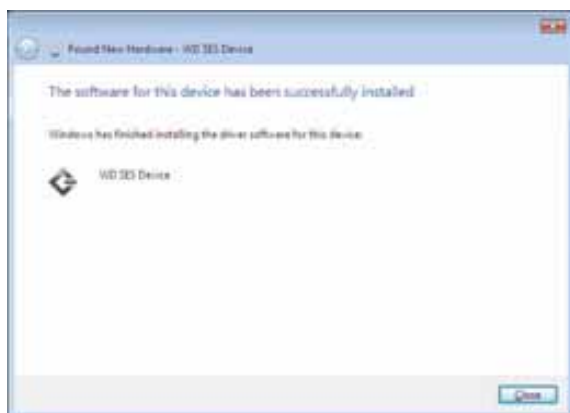 Found New Hardware - WD SES Device
The software for this device has been successfully installed
Windows has finished installing the driver software for this device:
WD SES Device
Close